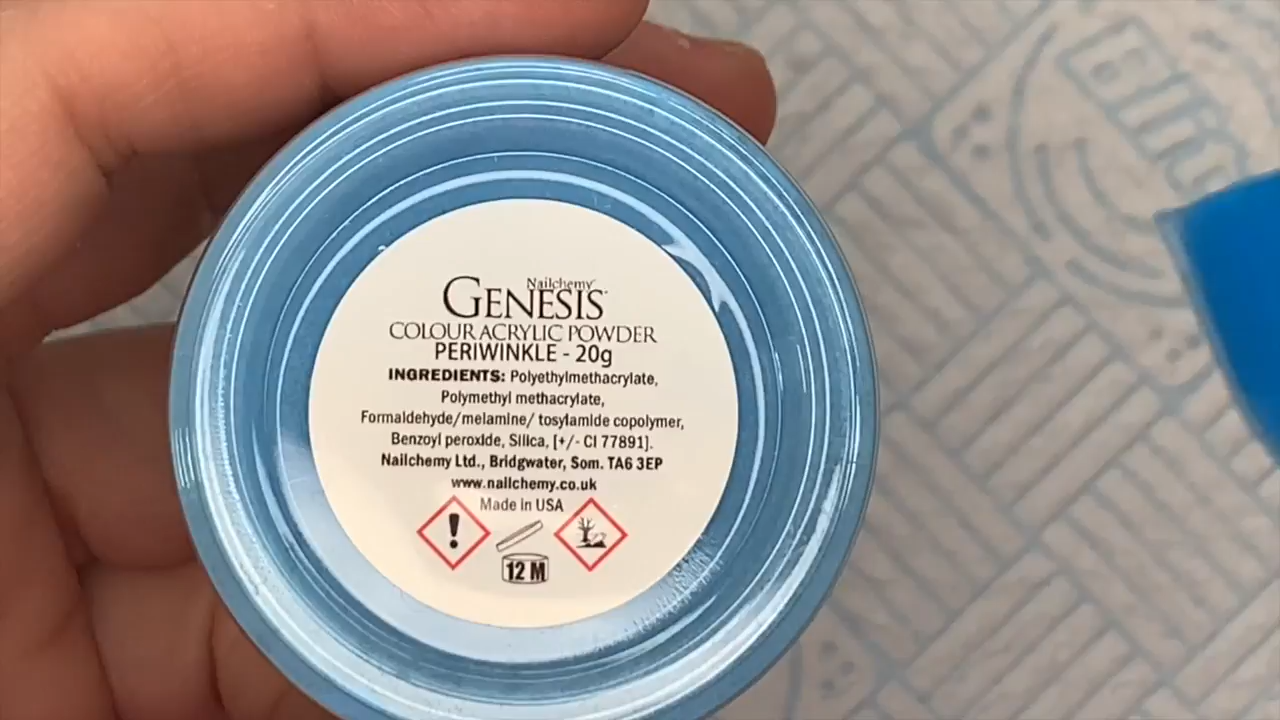 Nailchemy™
GENESIS
COLOUR ACRYLIC POWDER
PERIWINKLE - 20g
INGREDIENTS: Polyethylmethacrylate,
Polymethyl methacrylate,
Formaldehyde/melamine/ tosylamide copolymer,
Benzoyl peroxide, Silica, [+/- CI 77891].
Nailchemy Ltd., Bridgwater, Som. TA6 3EP
www.nailchemy.co.uk
Made in USA
12 M